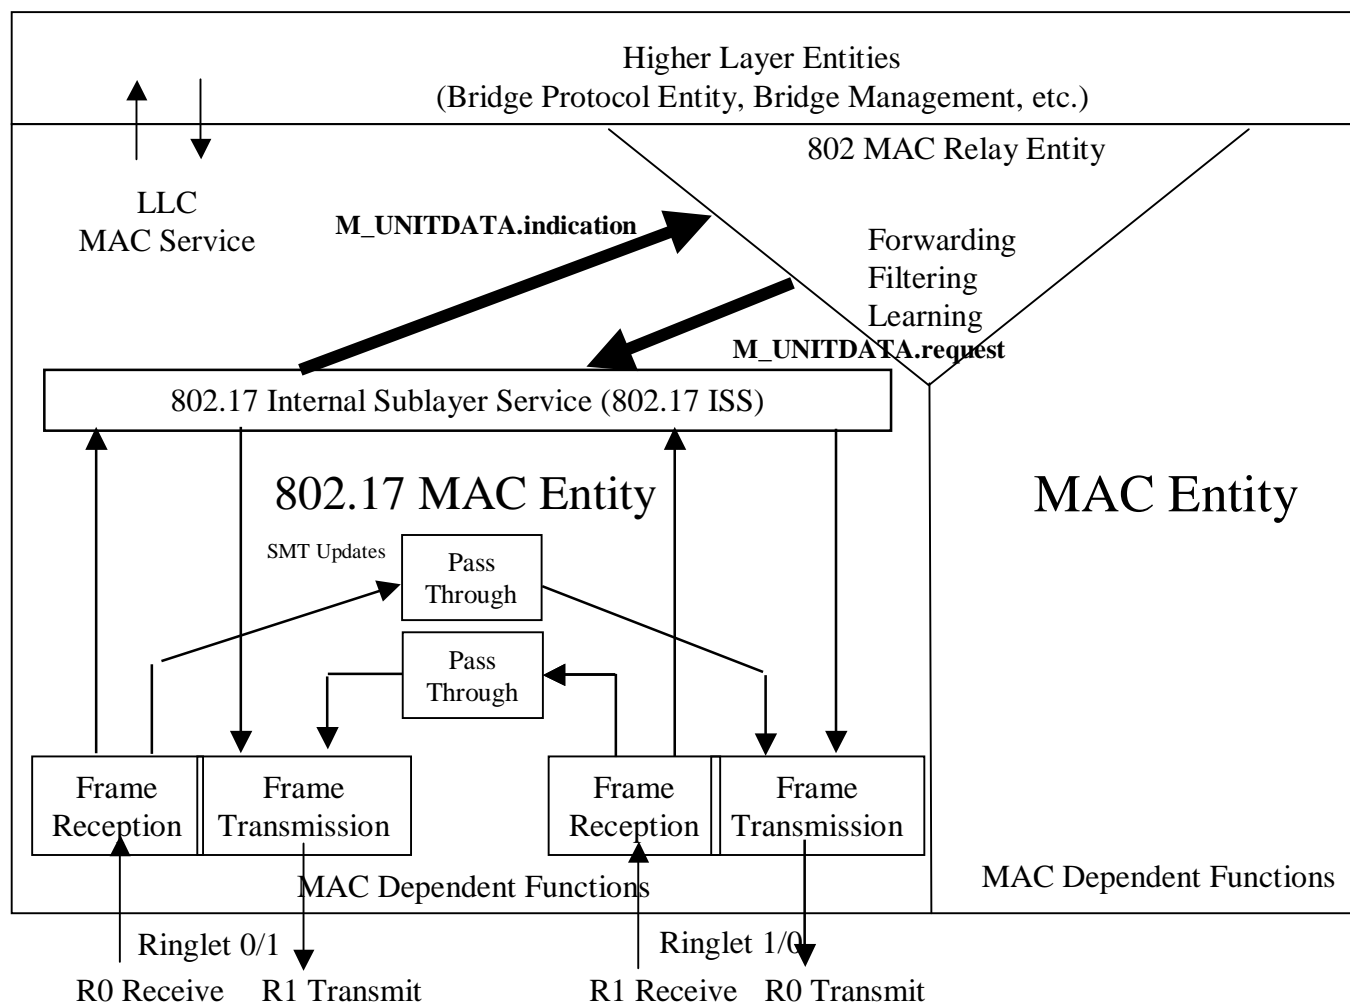 Higher Layer Entities
(Bridge Protocol Entity, Bridge Management, etc.)
802 MAC Relay Entity
LLC
MAC Service
M_UNITDATA.indication
Forwarding
Filtering
Learning
M_UNITDATA.request
802.17 Internal Sublayer Service (802.17 ISS)
802.17 MAC Entity
MAC Entity
SMT Updates
Pass
Through
Pass
Through
Frame
Reception
Frame
Transmission
Frame
Reception
Frame
Transmission
MAC Dependent Functions
MAC Dependent Functions
Ringlet 0/1
Ringlet 1/0
R0 Receive
R1 Transmit
R1 Receive
R0 Transmit